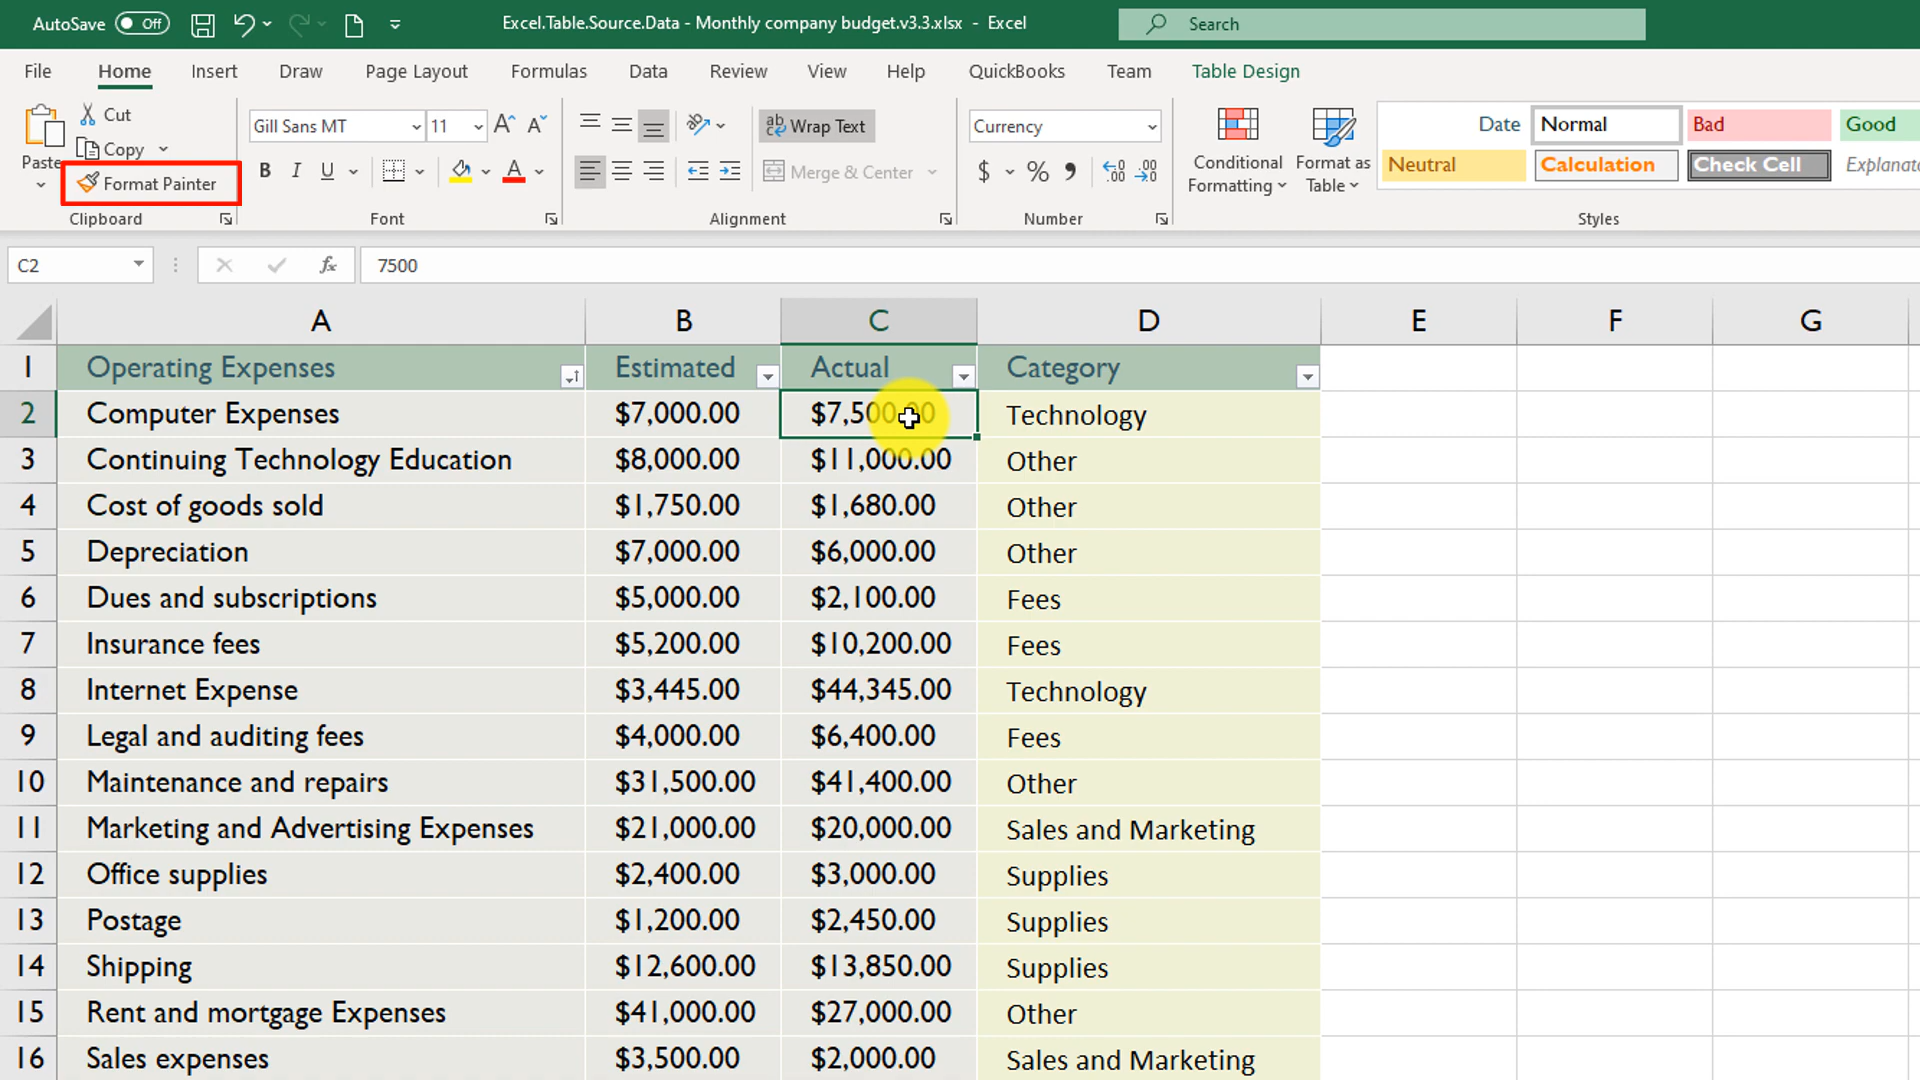 AutoSave Off Excel.Table.Source.Data - Monthly company budget.v3.3.xlsx - Excel Search
File Home Insert Draw Page Layout Formulas Data Review View Help QuickBooks Team Table Design
Paste
Cut
Copy
Format Painter
Clipboard
Gill Sans MT 11
B I U
Font
Wrap Text
Merge & Center
Alignment
Currency
$ % 9
Number
Conditional Formatting
Format as Table
Date Normal Bad Good
Neutral Calculation Check Cell Explanat
Styles
C2 fx 7500
A B C D E F G
1 Operating Expenses Estimated Actual Category
2 Computer Expenses $7,000.00 $7,500.00 Technology
3 Continuing Technology Education $8,000.00 $11,000.00 Other
4 Cost of goods sold $1,750.00 $1,680.00 Other
5 Depreciation $7,000.00 $6,000.00 Other
6 Dues and subscriptions $5,000.00 $2,100.00 Fees
7 Insurance fees $5,200.00 $10,200.00 Fees
8 Internet Expense $3,445.00 $44,345.00 Technology
9 Legal and auditing fees $4,000.00 $6,400.00 Fees
10 Maintenance and repairs $31,500.00 $41,400.00 Other
11 Marketing and Advertising Expenses $21,000.00 $20,000.00 Sales and Marketing
12 Office supplies $2,400.00 $3,000.00 Supplies
13 Postage $1,200.00 $2,450.00 Supplies
14 Shipping $12,600.00 $13,850.00 Supplies
15 Rent and mortgage Expenses $41,000.00 $27,000.00 Other
16 Sales expenses $3,500.00 $2,000.00 Sales and Marketing